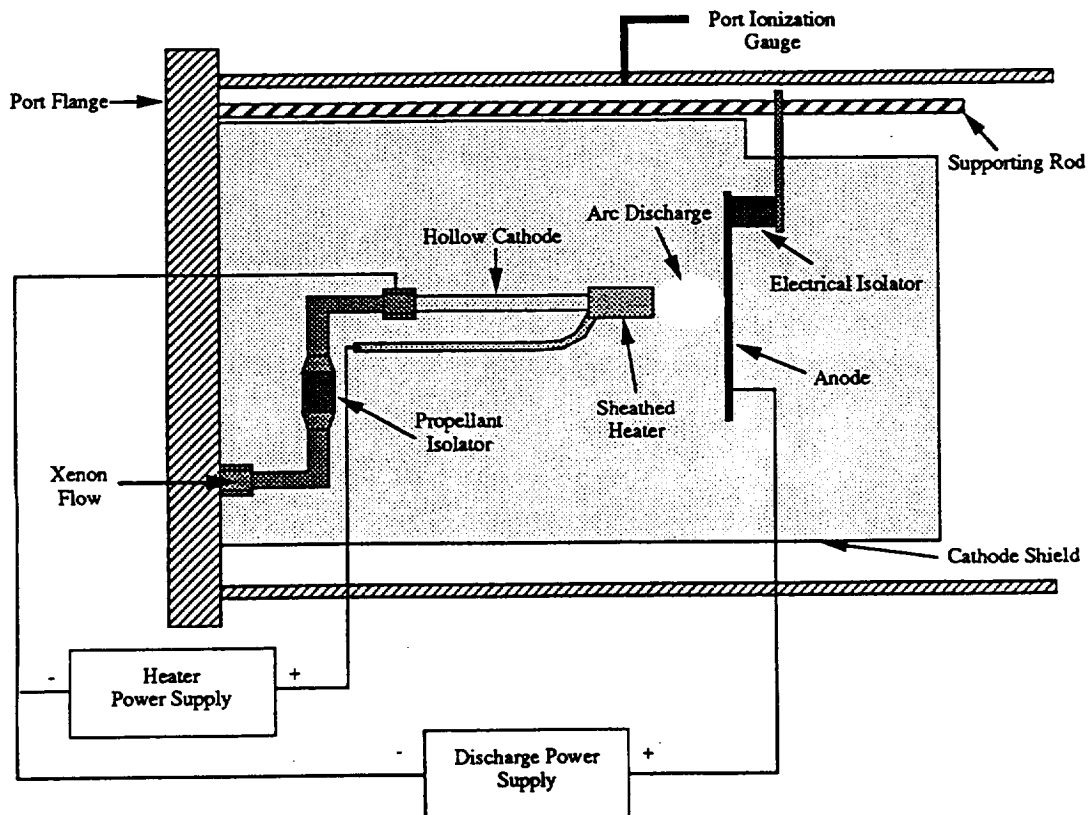 Port Ionization
Gauge
Port Flange
Supporting Rod
Arc Discharge
Hollow Cathode
Electrical Isolator
Anode
Sheathed
Heater
Propellant
Isolator
Xenon
Flow
Cathode Shield
- Heater +
Power Supply
- Discharge Power +
Supply